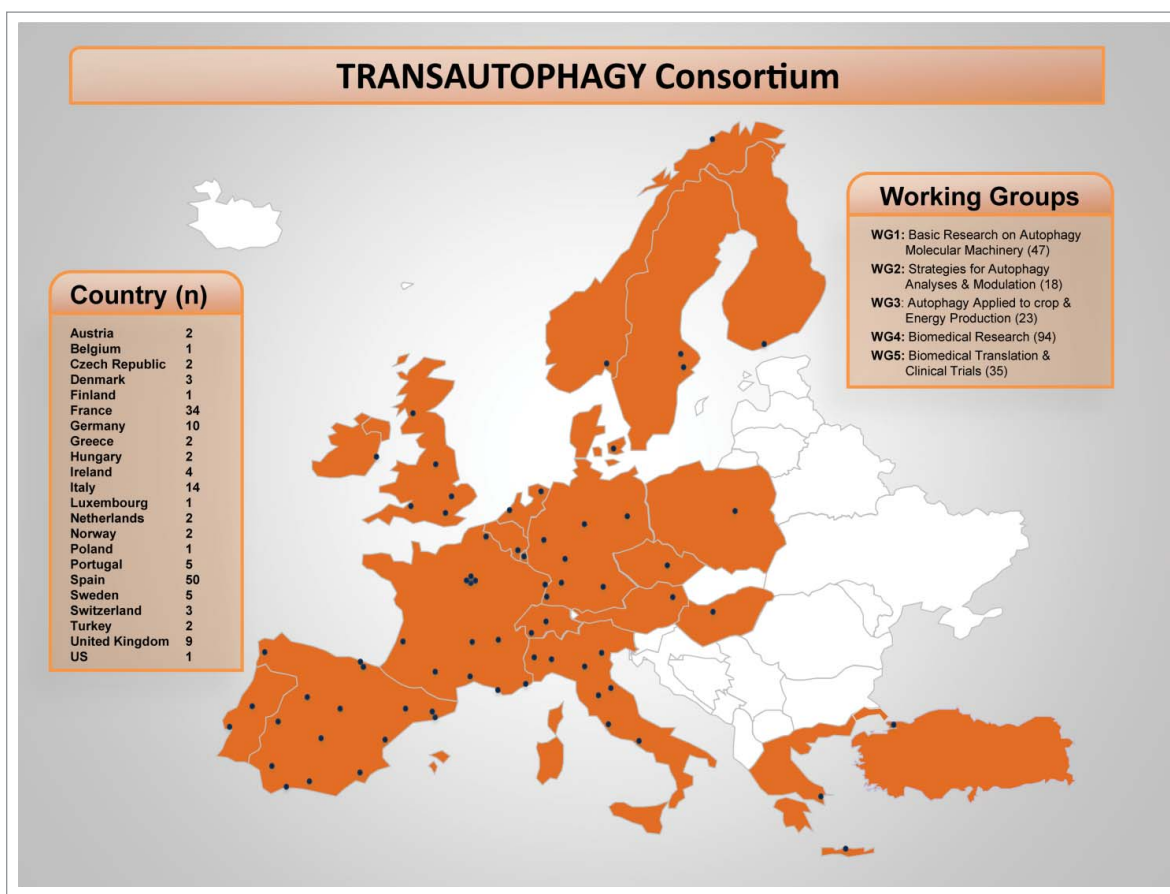 TRANSAUTOPHAGY Consortium
Country (n)
Austria 2
Belgium 1
Czech Republic 2
Denmark 3
Finland 1
France 34
Germany 10
Greece 2
Hungary 2
Ireland 4
Italy 14
Luxembourg 1
Netherlands 2
Norway 2
Poland 1
Portugal 5
Spain 50
Sweden 5
Switzerland 3
Turkey 2
United Kingdom 9
US 1
Working Groups
WG1: Basic Research on Autophagy
Molecular Machinery (47)
WG2: Strategies for Autophagy
Analyses & Modulation (18)
WG3: Autophagy Applied to crop &
Energy Production (23)
WG4: Biomedical Research (94)
WG5: Biomedical Translation &
Clinical Trials (35)